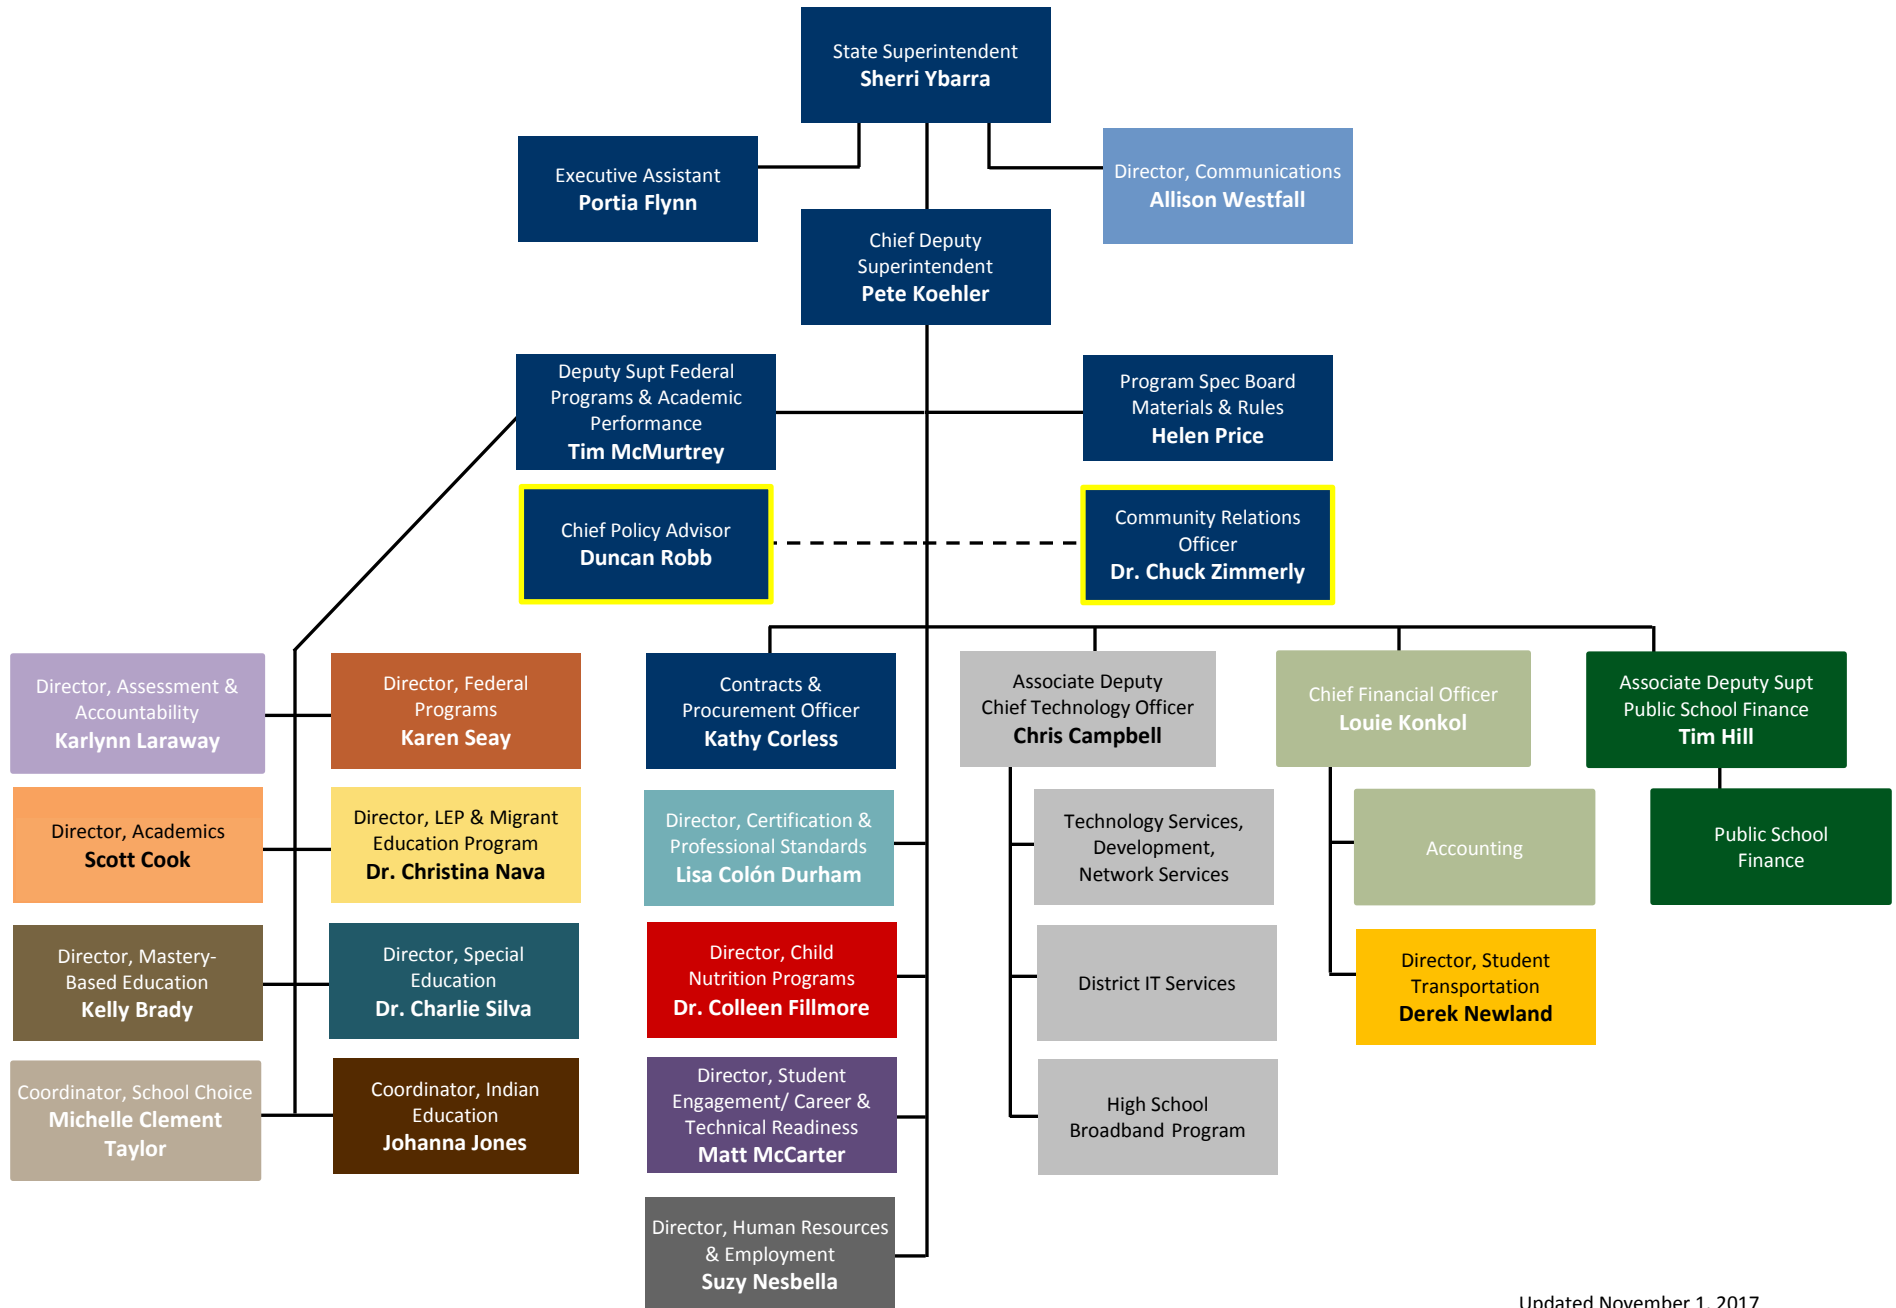 State Superintendent
Sherri Ybarra
Executive Assistant
Portia Flynn
Director, Communications
Allison Westfall
Chief Deputy
Superintendent
Pete Koehler
Deputy Supt Federal
Programs & Academic
Performance
Tim McMurtrey
Program Spec Board
Materials & Rules
Helen Price
Chief Policy Advisor
Duncan Robb
Community Relations
Officer
Dr. Chuck Zimmerly
Director, Assessment &
Accountability
Karlynn Laraway
Director, Federal
Programs
Karen Seay
Contracts &
Procurement Officer
Kathy Corless
Associate Deputy
Chief Technology Officer
Chris Campbell
Chief Financial Officer
Louie Konkol
Associate Deputy Supt
Public School Finance
Tim Hill
Director, Academics
Scott Cook
Director, LEP & Migrant
Education Program
Dr. Christina Nava
Director, Certification &
Professional Standards
Lisa Colón Durham
Technology Services,
Development,
Network Services
Accounting
Public School
Finance
Director, Mastery-
Based Education
Kelly Brady
Director, Special
Education
Dr. Charlie Silva
Director, Child
Nutrition Programs
Dr. Colleen Fillmore
District IT Services
Director, Student
Transportation
Derek Newland
Coordinator, School Choice
Michelle Clement
Taylor
Coordinator, Indian
Education
Johanna Jones
Director, Student
Engagement/ Career &
Technical Readiness
Matt McCarter
High School
Broadband Program
Director, Human Resources
& Employment
Suzy Nesbella
Updated November 1, 2017